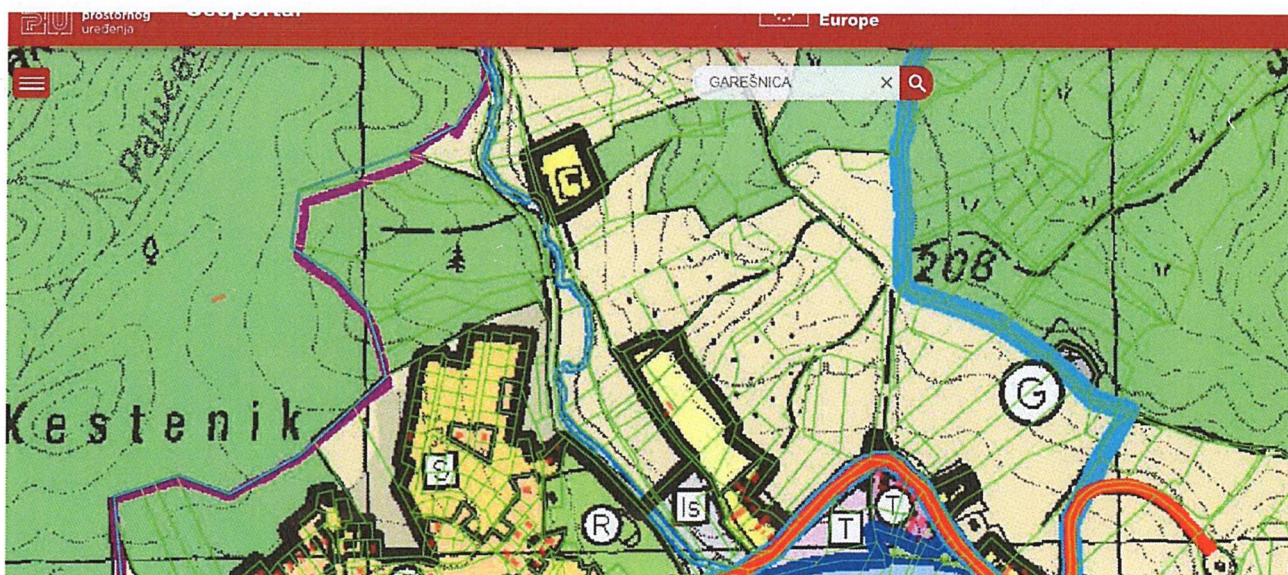 prostornog
uređenja
Geoportal
Europe
GAREŠNICA
Palučak
208
G
Kestenik
S
Is
R
T
T